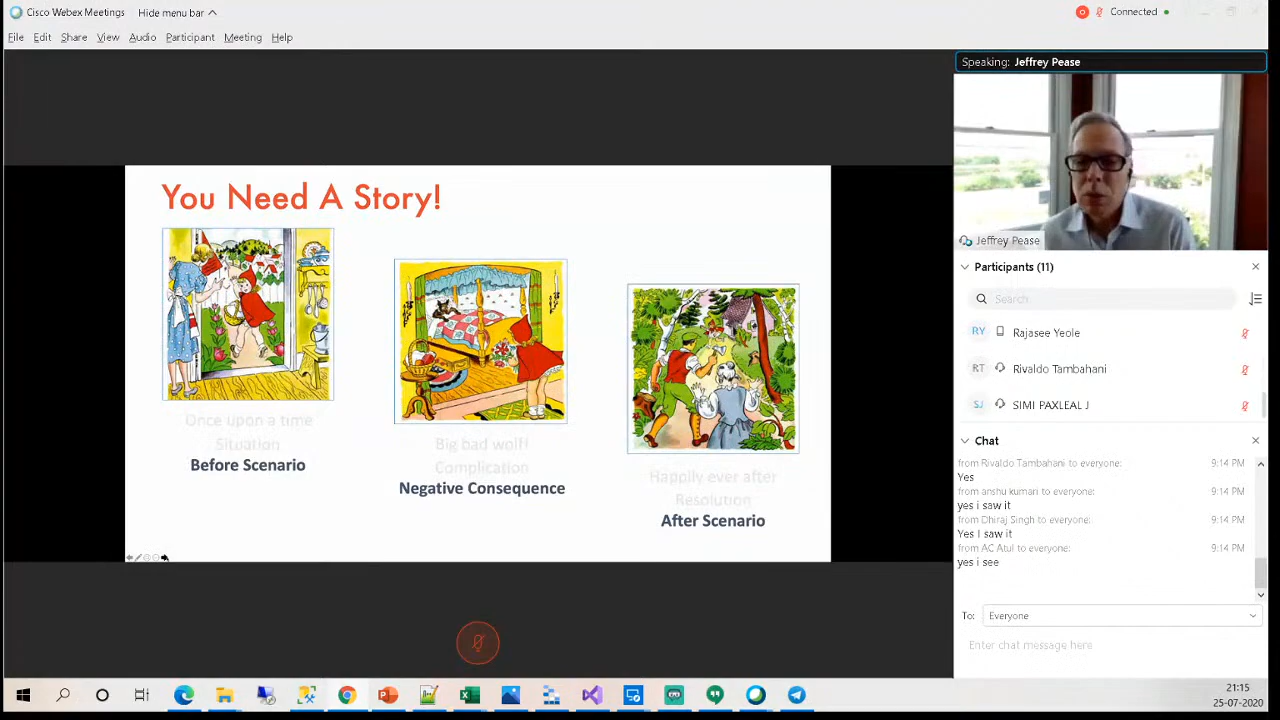 Cisco Webex Meetings
Hide menu bar
Connected
File Edit Share View Audio Participant Meeting Help
Speaking: Jeffrey Pease
You Need A Story!
Once upon a time
Situation
Before Scenario
Big bad wolf!
Complication
Negative Consequence
Happily ever after
Resolution
After Scenario
Jeffrey Pease
Participants (11)
Search
RY Rajasee Yeole
RT Rivaldo Tambahani
SJ SIMI PAXLEAL J
Chat
from Rivaldo Tambahani to everyone: 9:14 PM
Yes
from anshu kumari to everyone: 9:14 PM
yes i saw it
from Dhiraj Singh to everyone: 9:14 PM
Yes I saw it
from AC Atul to everyone: 9:14 PM
yes i see
To: Everyone
Enter chat message here
21:15
25-07-2020